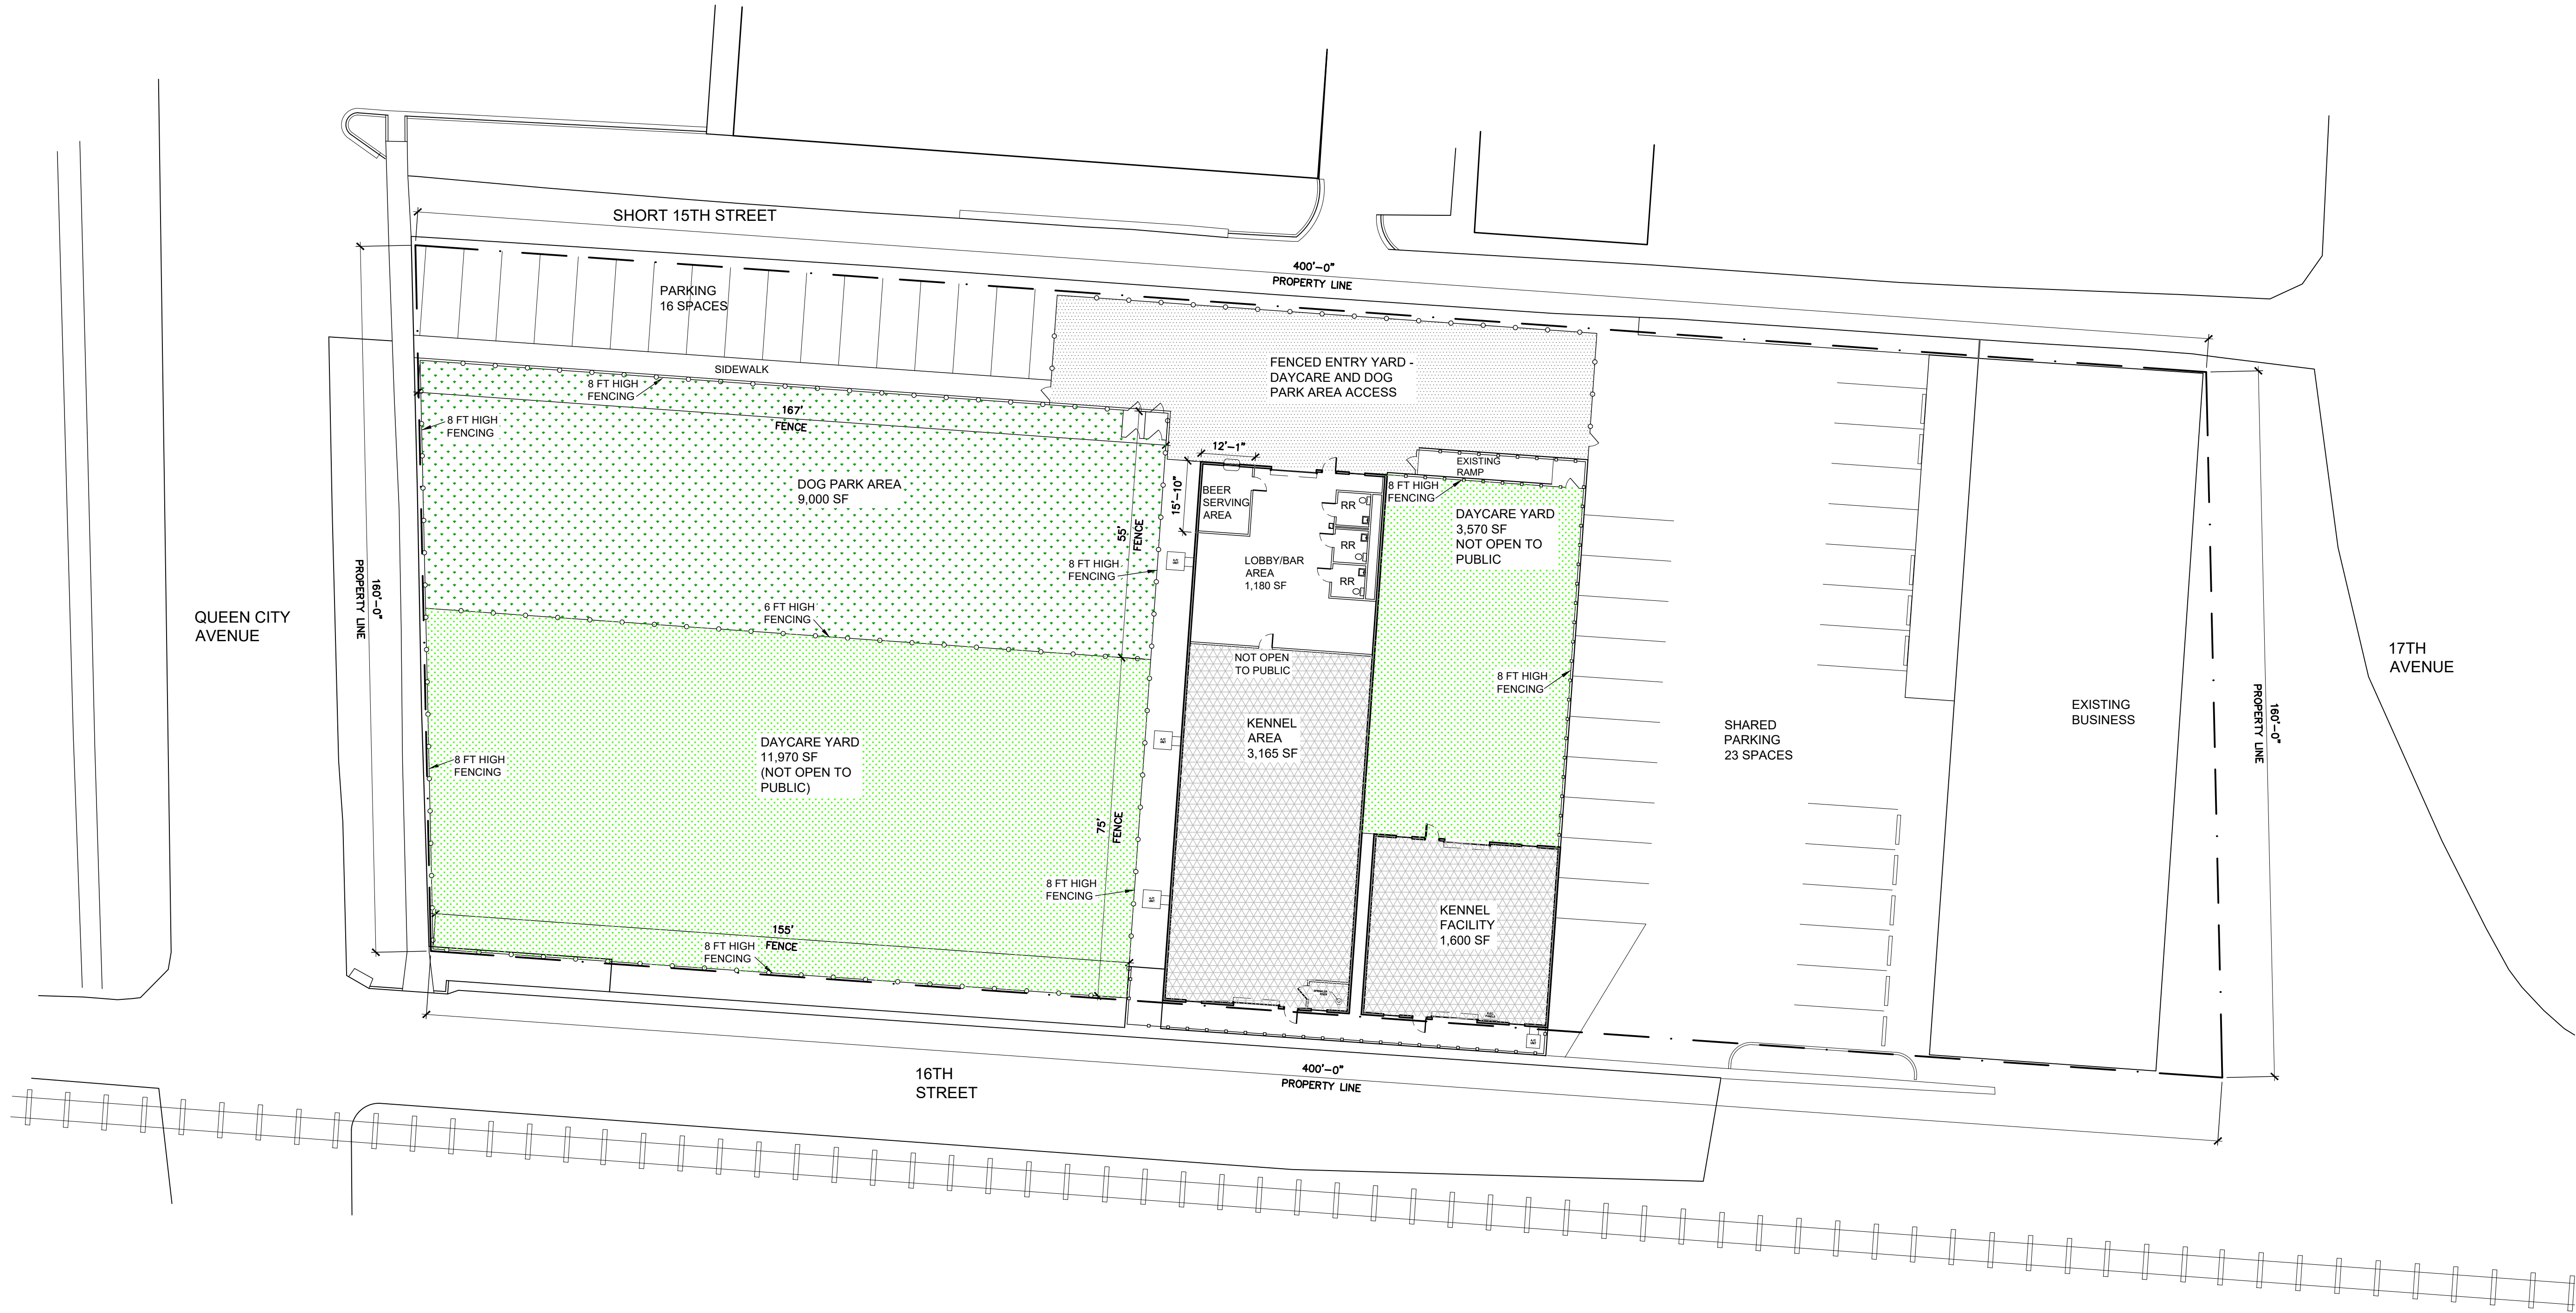 SHORT 15TH STREET
400'-0"
PROPERTY LINE
PARKING
16 SPACES
SIDEWALK
8 FT HIGH
FENCING
FENCED ENTRY YARD -
DAYCARE AND DOG
PARK AREA ACCESS
167'
FENCE
8 FT HIGH
FENCING
12'-1"
15'-10"
EXISTING
RAMP
DOG PARK AREA
9,000 SF
BEER
SERVING
AREA
RR
RR
RR
8 FT HIGH
FENCING
DAYCARE YARD
3,570 SF
NOT OPEN TO
PUBLIC
55'
FENCE
8 FT HIGH
FENCING
LOBBY/BAR
AREA
1,180 SF
160'-0"
PROPERTY LINE
QUEEN CITY
AVENUE
6 FT HIGH
FENCING
NOT OPEN
TO PUBLIC
8 FT HIGH
FENCING
17TH
AVENUE
KENNEL
AREA
3,165 SF
SHARED
PARKING
23 SPACES
EXISTING
BUSINESS
160'-0"
PROPERTY LINE
DAYCARE YARD
11,970 SF
(NOT OPEN TO
PUBLIC)
8 FT HIGH
FENCING
75'
FENCE
8 FT HIGH
FENCING
KENNEL
FACILITY
1,600 SF
155'
FENCE
8 FT HIGH
FENCING
16TH
STREET
400'-0"
PROPERTY LINE